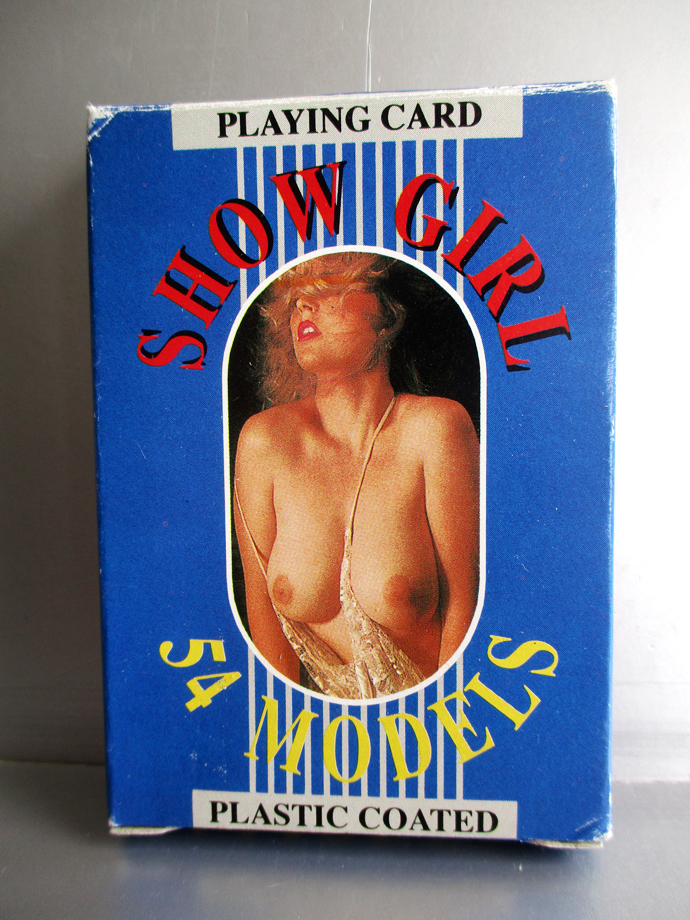 PLAYING CARD
SHOW GIRL
54 MODELS
PLASTIC COATED